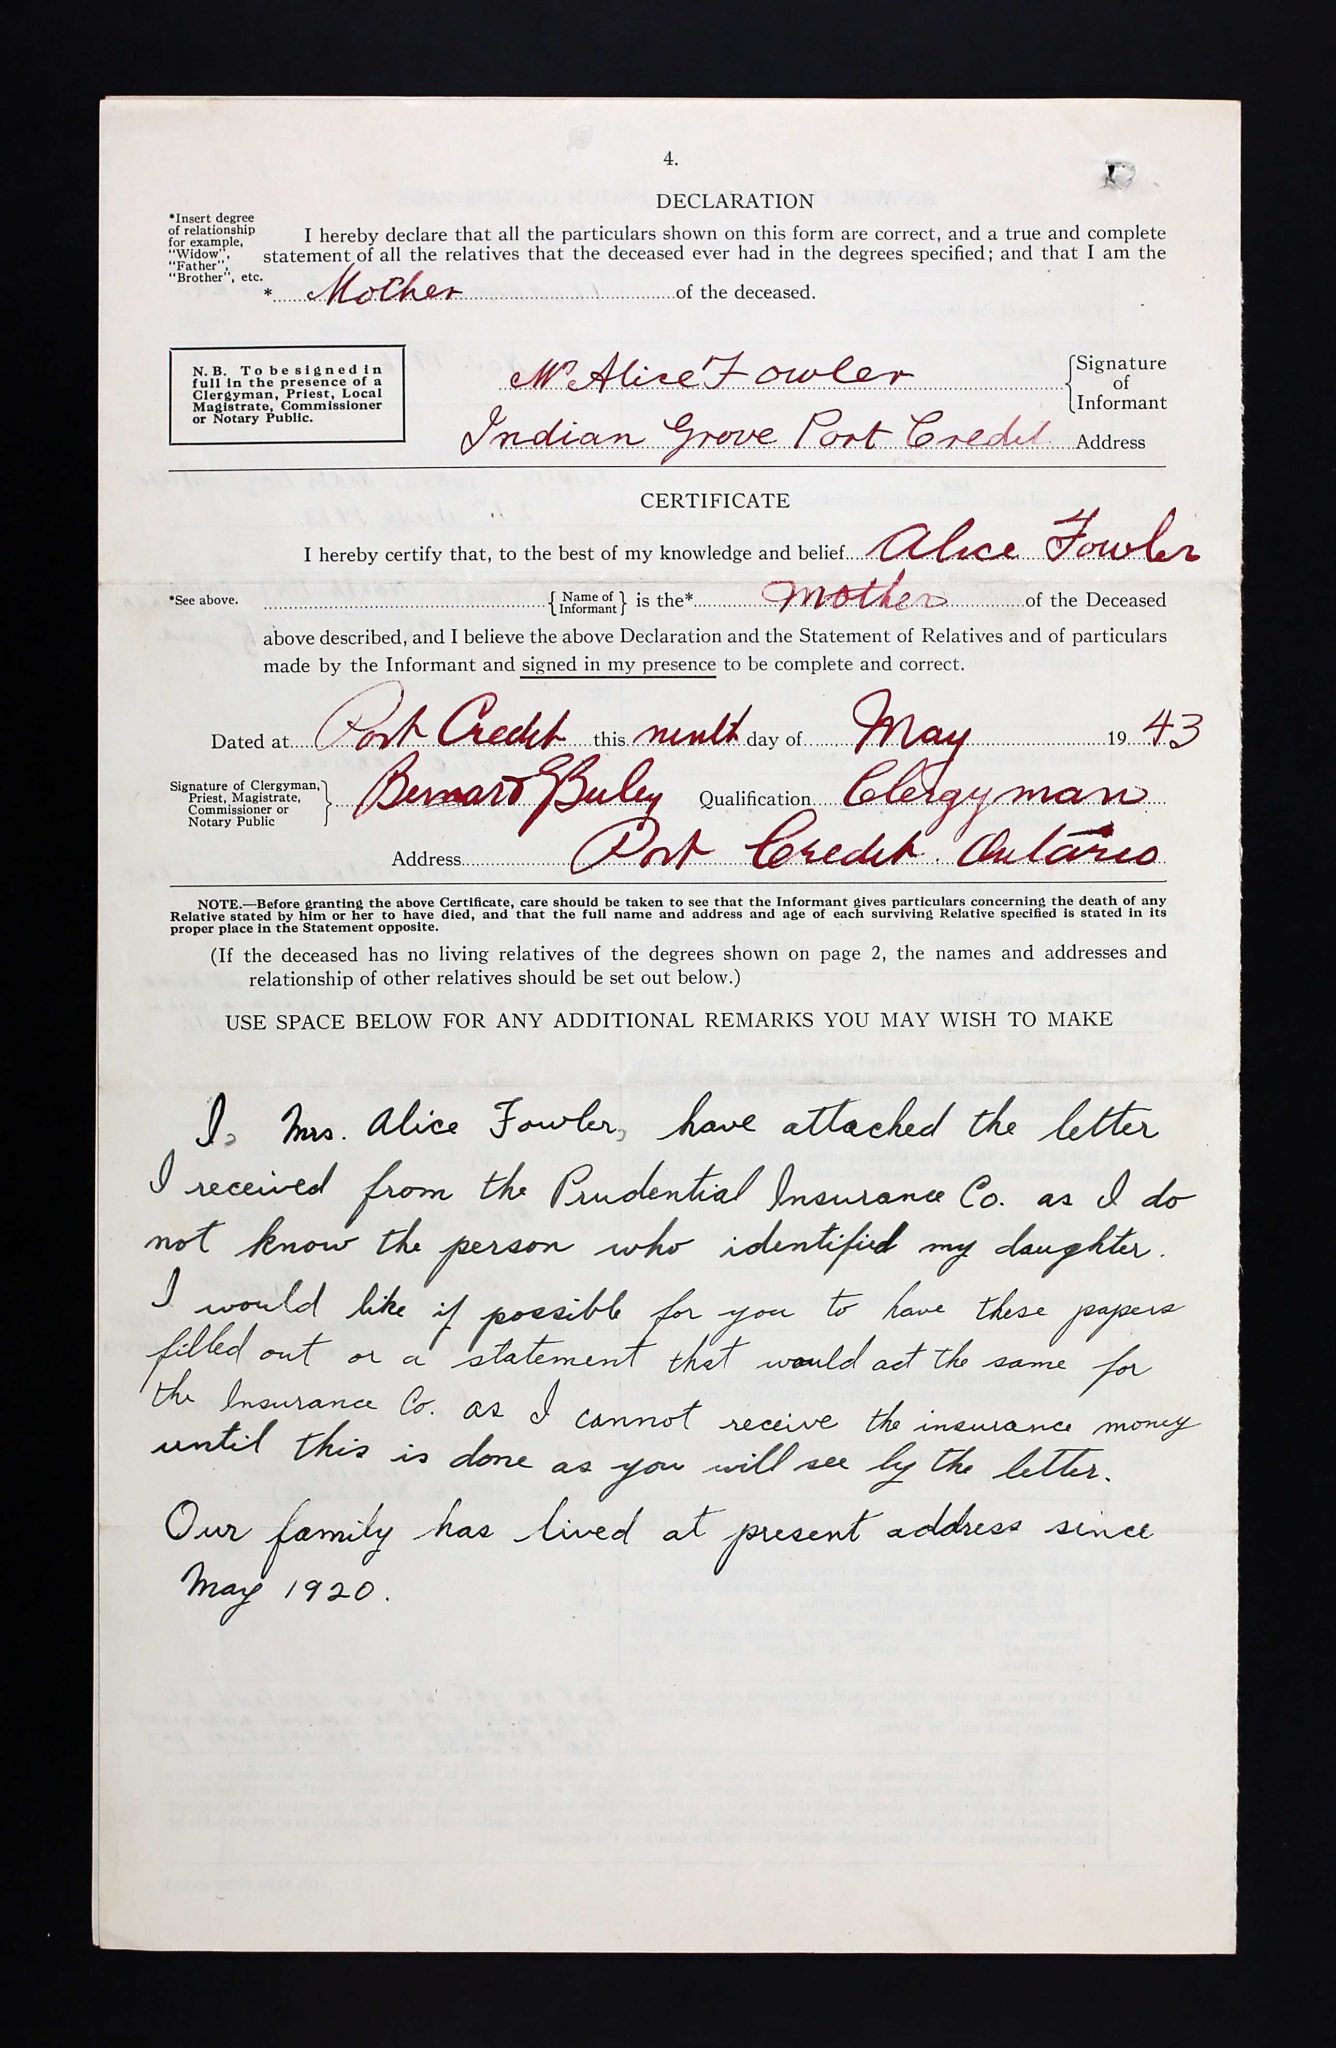 4.
DECLARATION
*Insert degree
of relationship
for example,
"Widow",
"Father",
"Brother", etc.
I hereby declare that all the particulars shown on this form are correct, and a true and complete
statement of all the relatives that the deceased ever had in the degrees specified; and that I am the
* Mother of the deceased.
N. B. To be signed in
full in the presence of a
Clergyman, Priest, Local
Magistrate, Commissioner
or Notary Public.
Mrs Alice Fowler
Signature
of
Informant
Indian Grove Port Credit Address
CERTIFICATE
I hereby certify that, to the best of my knowledge and belief Alice Fowler
*See above. { Name of Informant } is the* Mother of the Deceased
above described, and I believe the above Declaration and the Statement of Relatives and of particulars
made by the Informant and signed in my presence to be complete and correct.
Dated at Port Credit this ninth day of May 1943
Signature of Clergyman,
Priest, Magistrate,
Commissioner or
Notary Public
Bernard Qualification Clergyman
Address Port Credit. Ontario
NOTE.—Before granting the above Certificate, care should be taken to see that the Informant gives particulars concerning the death of any
Relative stated by him or her to have died, and that the full name and address and age of each surviving Relative specified is stated in its
proper place in the Statement opposite.
(If the deceased has no living relatives of the degrees shown on page 2, the names and addresses and
relationship of other relatives should be set out below.)
USE SPACE BELOW FOR ANY ADDITIONAL REMARKS YOU MAY WISH TO MAKE
I, Mrs. Alice Fowler, have attached the letter
I received from the Prudential Insurance Co. as I do
not know the person who identified my daughter.
I would like if possible for you to have these papers
filled out or a statement that would act the same for
the Insurance Co. as I cannot receive the insurance money
until this is done as you will see by the letter.
Our family has lived at present address since
May 1920.